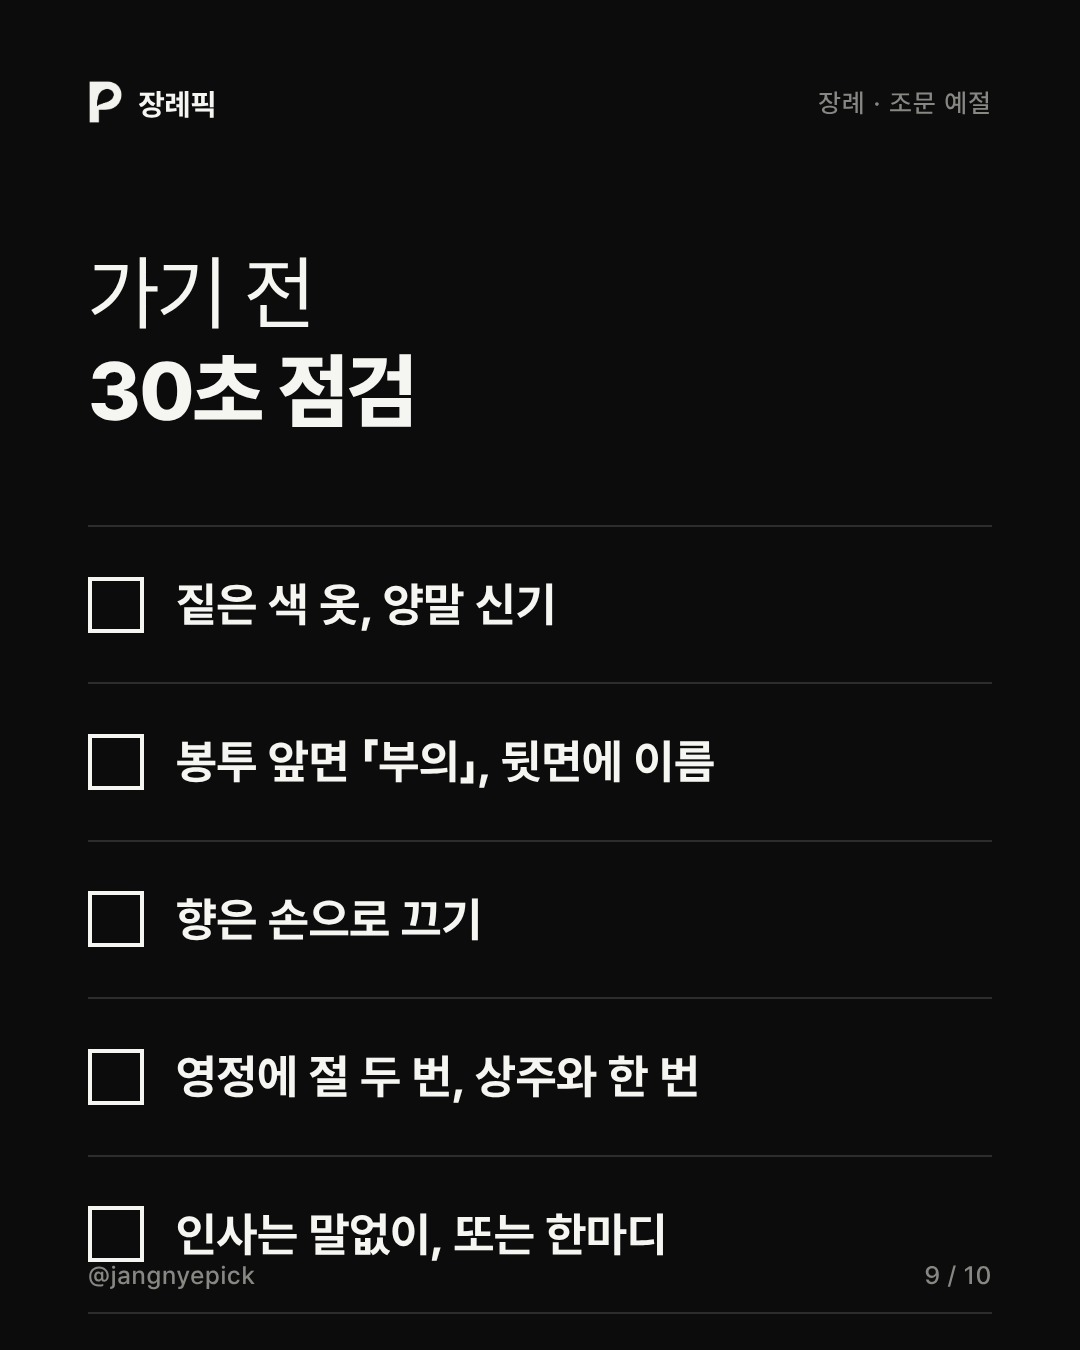 장례픽
장례 · 조문 예절
가기 전
30초 점검
짙은 색 옷, 양말 신기
봉투 앞면 「부의」, 뒷면에 이름
향은 손으로 끄기
영정에 절 두 번, 상주와 한 번
인사는 말없이, 또는 한마디
@jangnyepick
9 / 10